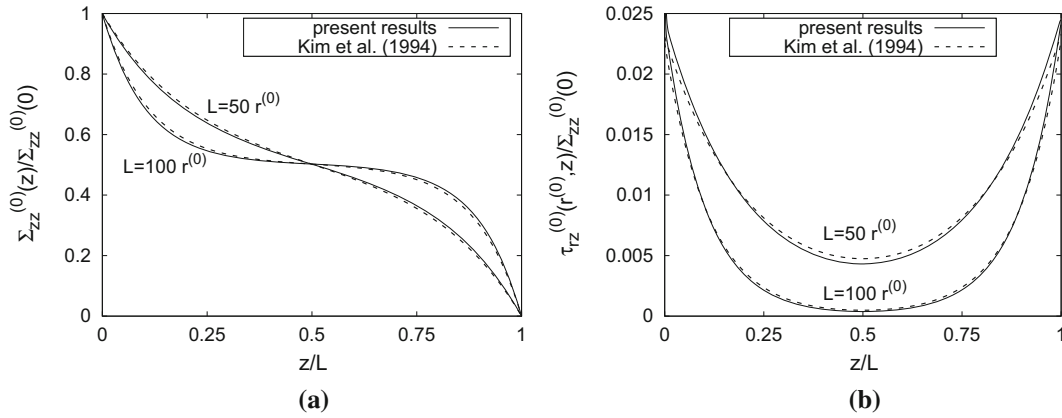 present results
Kim et al. (1994)
1
0.8
0.6
0.4
0.2
0
Σzz(0)(z)/Σzz(0)(0)
L=50 r(0)
L=100 r(0)
0 0.25 0.5 0.75 1
z/L
(a)
present results
Kim et al. (1994)
0.025
0.02
0.015
0.01
0.005
0
τrz(0)(r(0),z)/Σzz(0)(0)
L=50 r(0)
L=100 r(0)
0 0.25 0.5 0.75 1
z/L
(b)